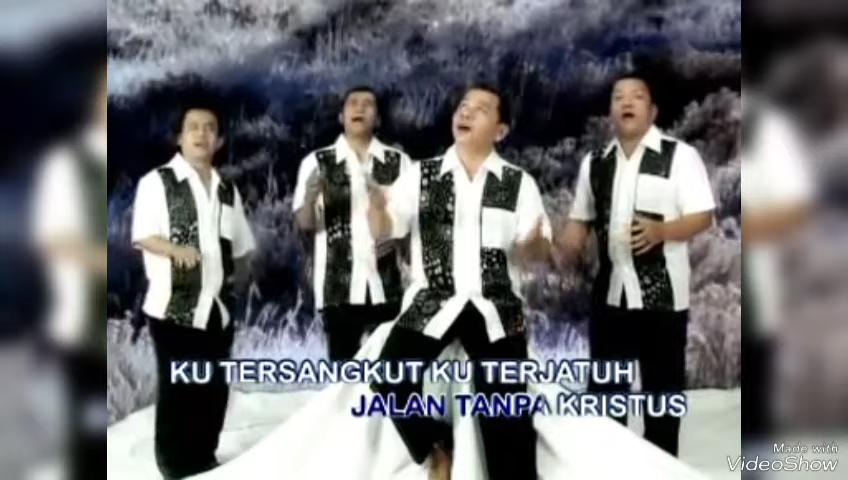 KU TERSANGKUT KU TERJATUH
JALAN TANPA KRISTUS
Made with
VideoShow